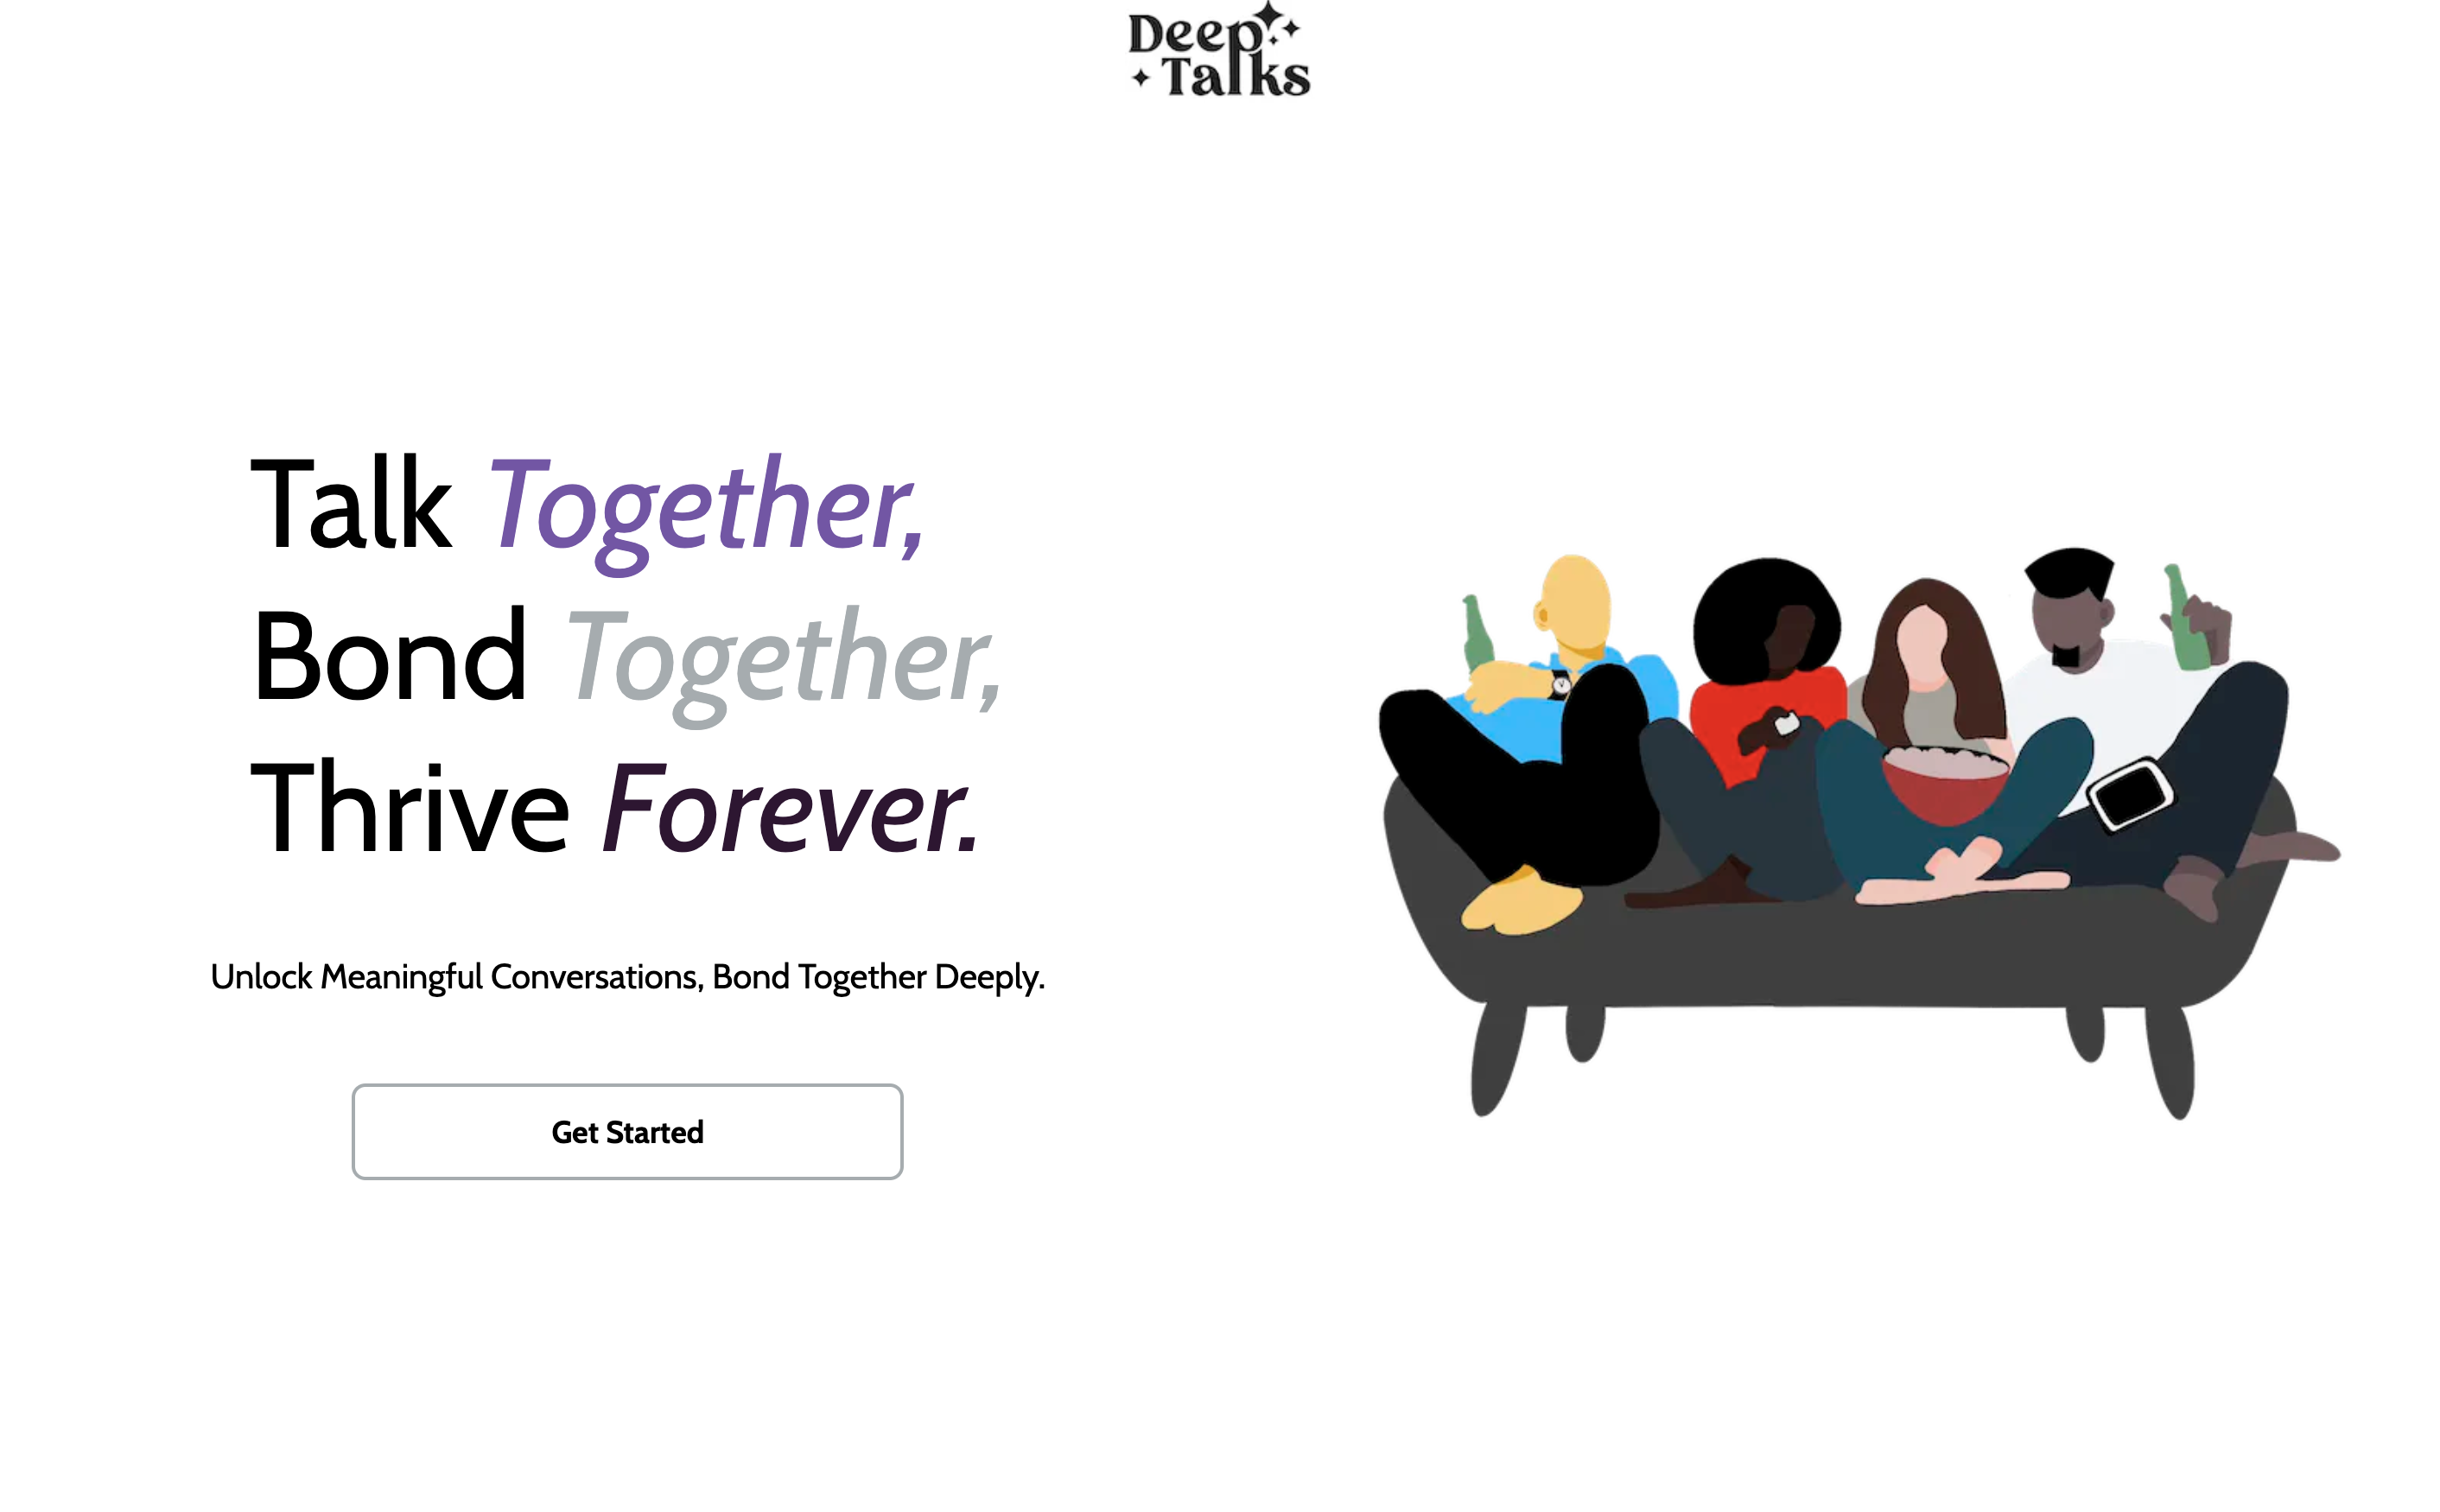 Deep
Talks
Talk Together,
Bond Together,
Thrive Forever.
Unlock Meaningful Conversations, Bond Together Deeply.
Get Started